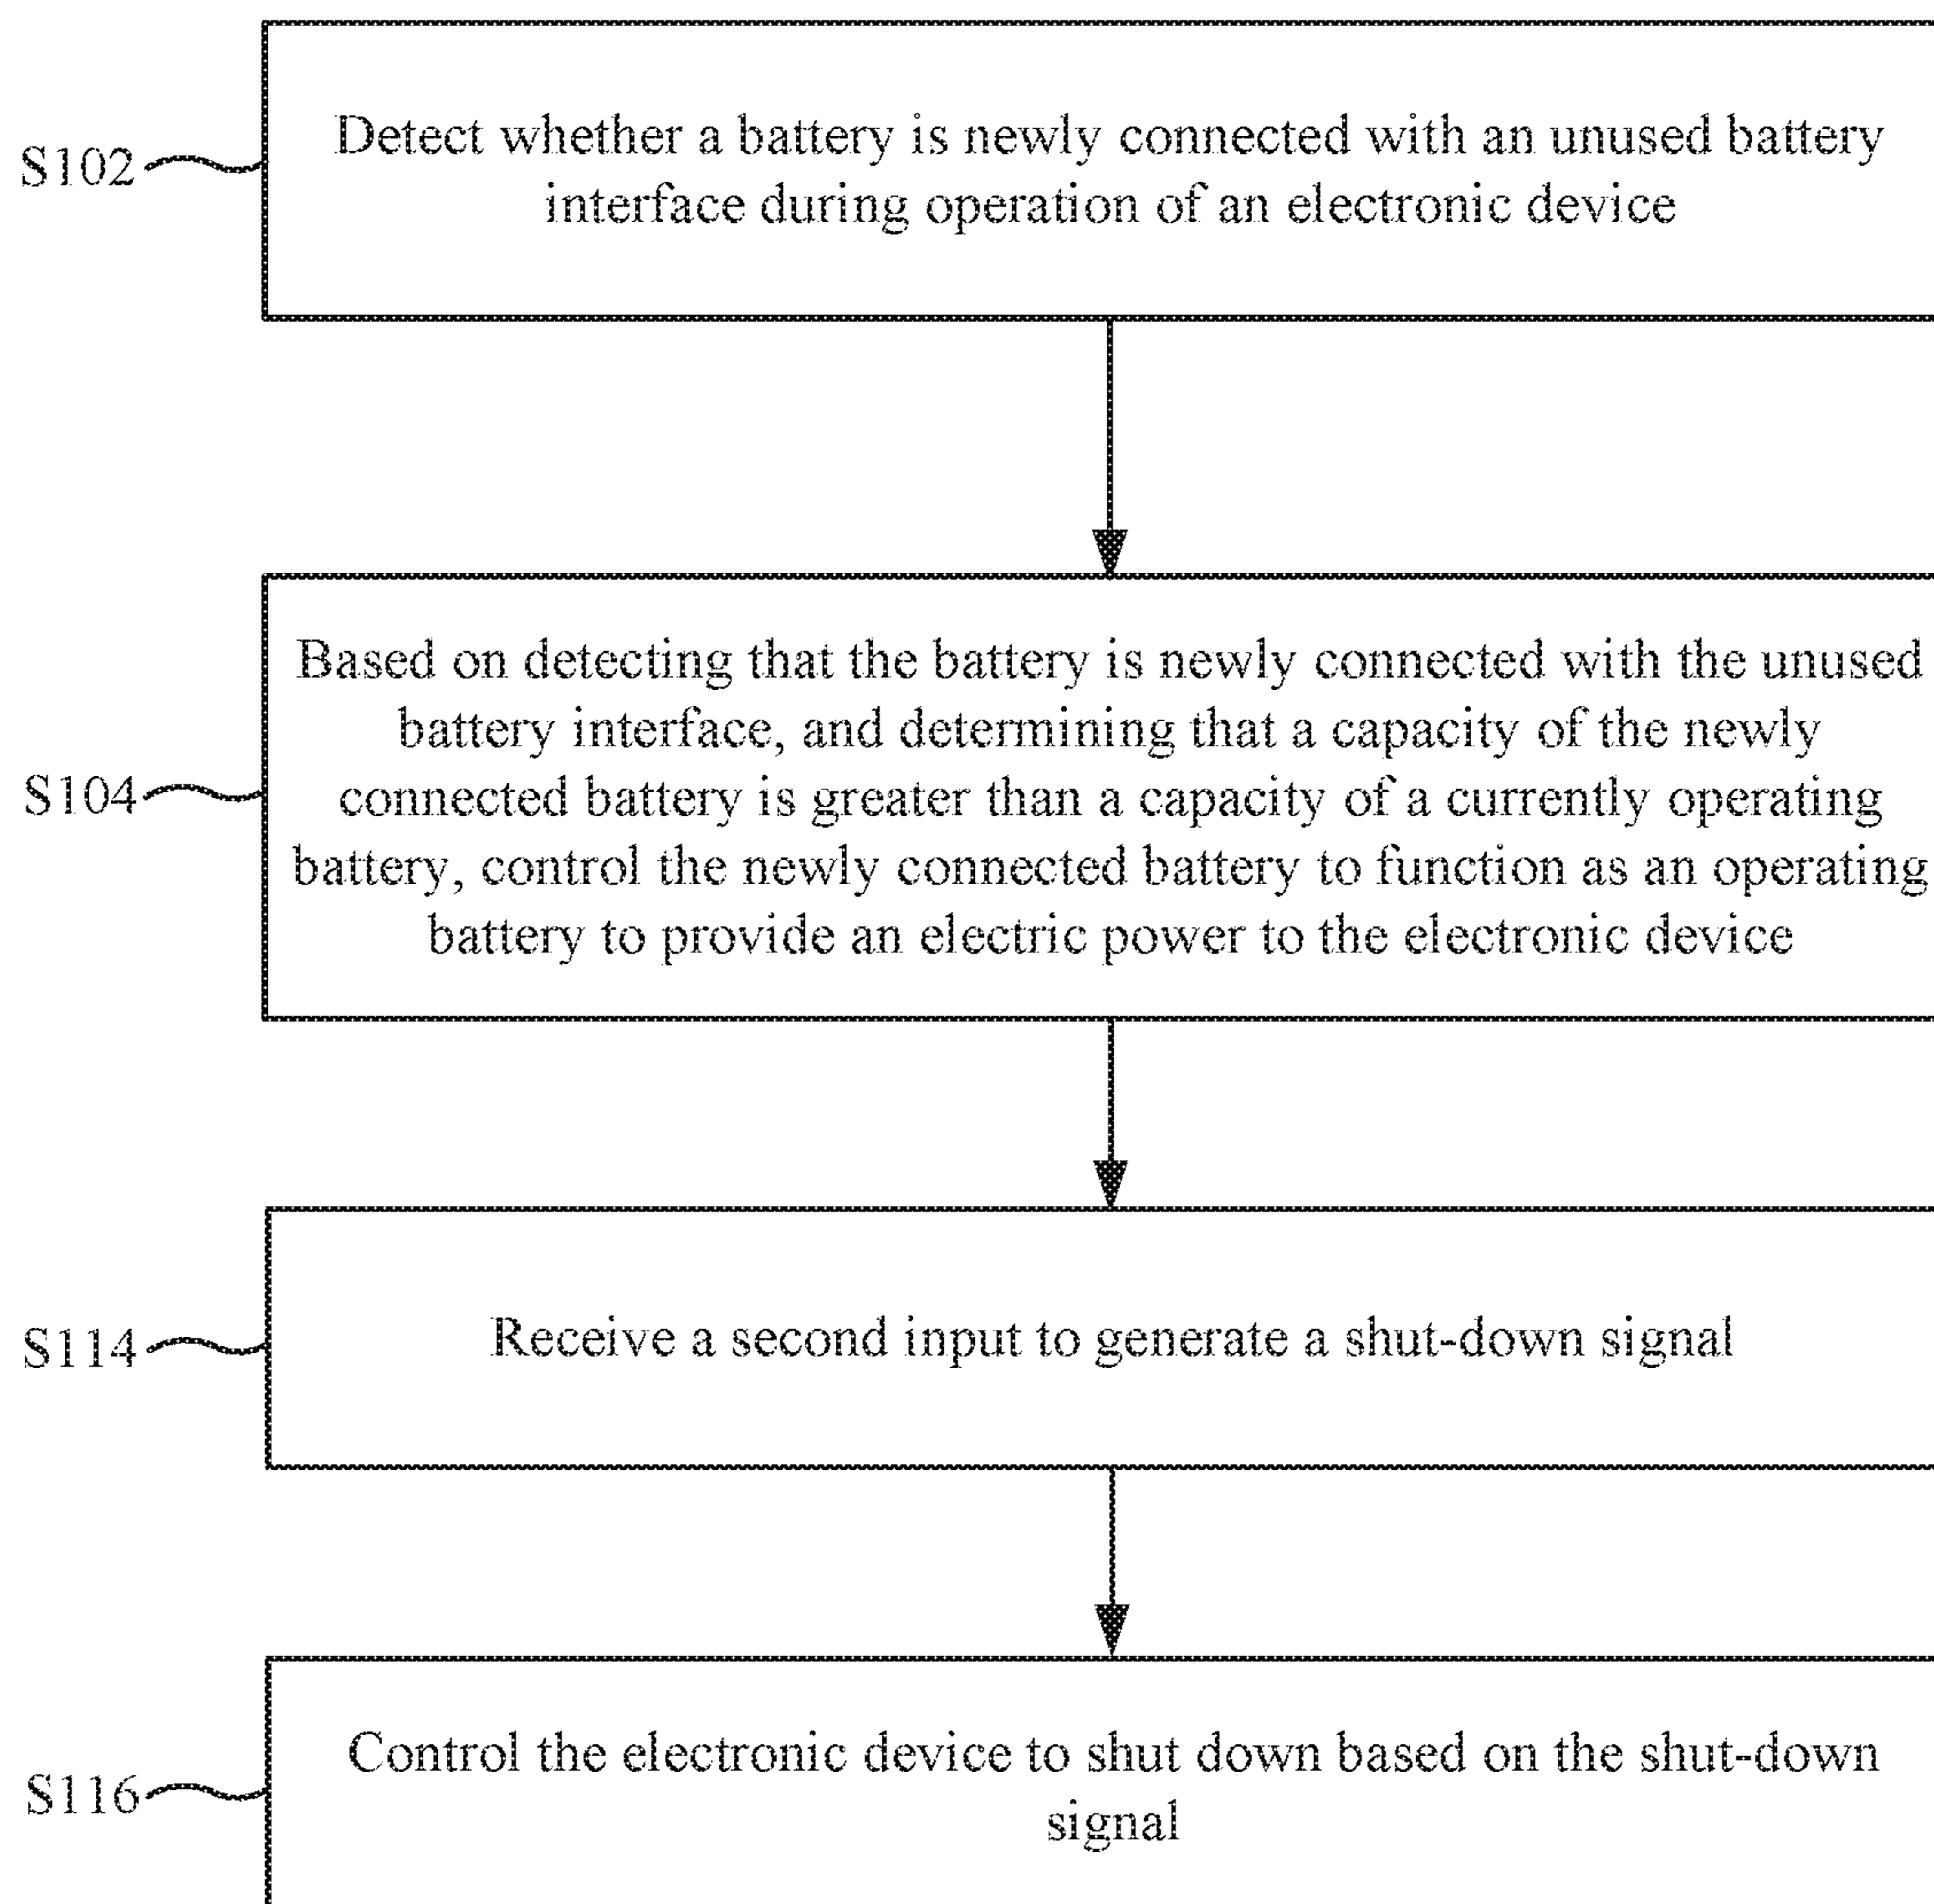 S102
Detect whether a battery is newly connected with an unused battery
interface during operation of an electronic device
S104
Based on detecting that the battery is newly connected with the unused
battery interface, and determining that a capacity of the newly
connected battery is greater than a capacity of a currently operating
battery, control the newly connected battery to function as an operating
battery to provide an electric power to the electronic device
S114
Receive a second input to generate a shut-down signal
S116
Control the electronic device to shut down based on the shut-down
signal